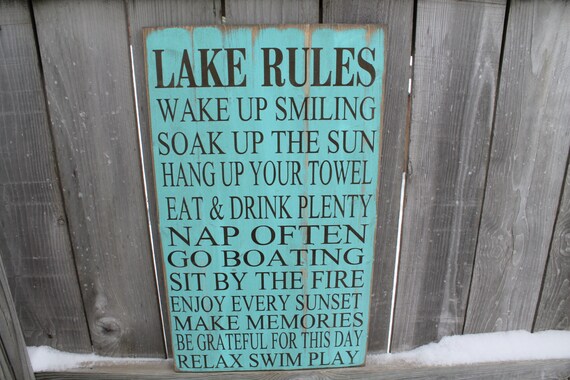 LAKE RULES
WAKE UP SMILING
SOAK UP THE SUN
HANG UP YOUR TOWEL
EAT & DRINK PLENTY
NAP OFTEN
GO BOATING
SIT BY THE FIRE
ENJOY EVERY SUNSET
MAKE MEMORIES
BE GRATEFUL FOR THIS DAY
RELAX SWIM PLAY